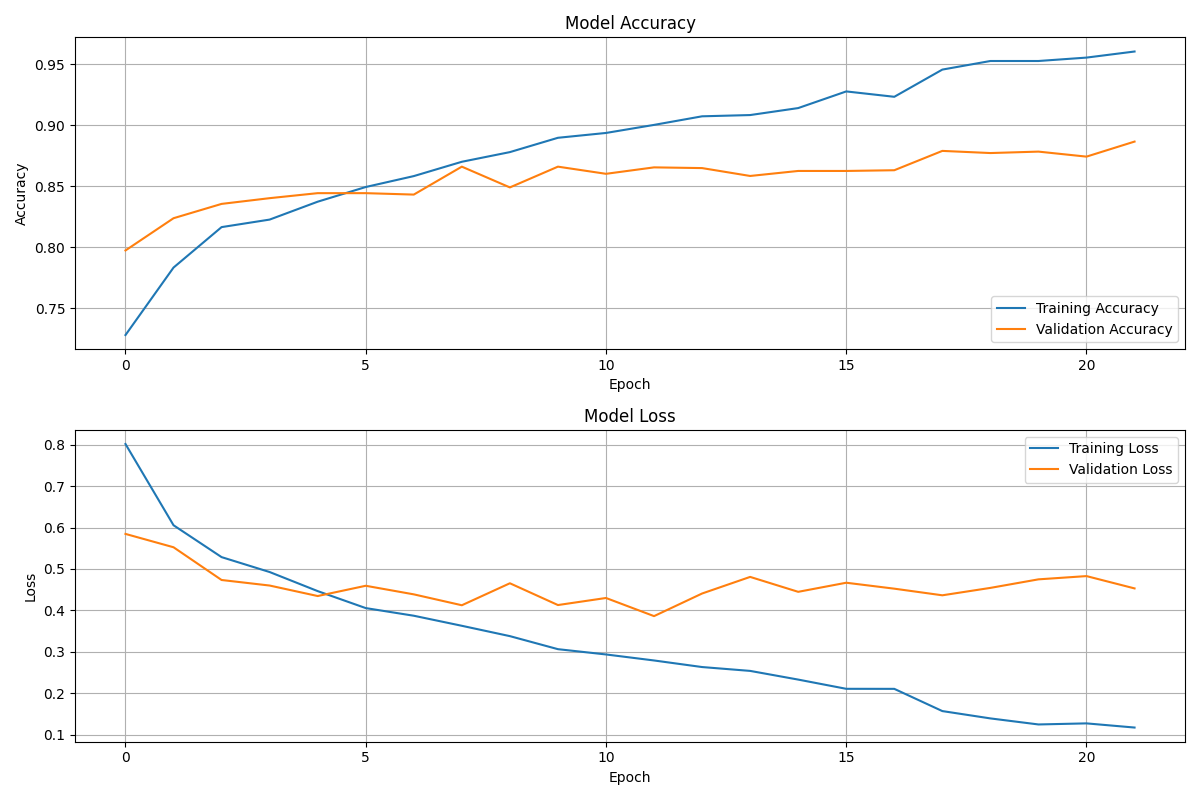 Model Accuracy
0.95
0.90
0.85
0.80
0.75
Accuracy
Training Accuracy
Validation Accuracy
0 5 10 15 20
Epoch
Model Loss
0.8
0.7
0.6
0.5
0.4
0.3
0.2
0.1
Loss
Training Loss
Validation Loss
0 5 10 15 20
Epoch